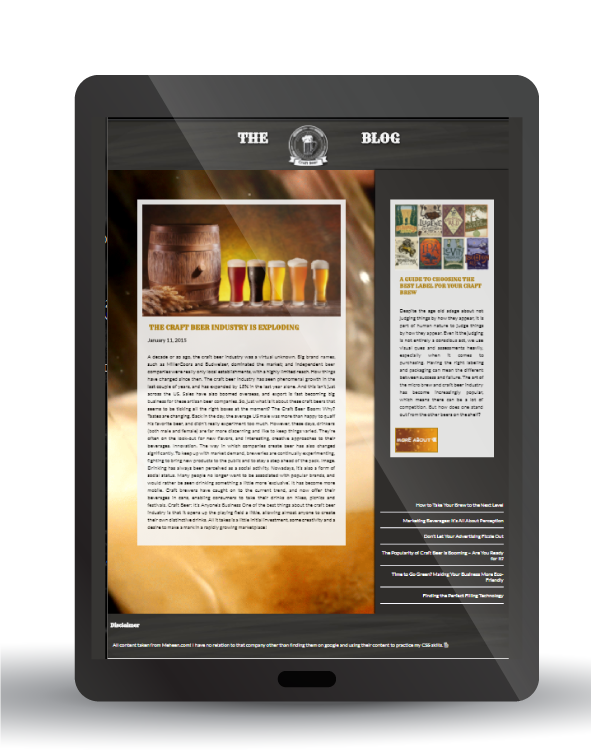 THE BLOG
CRAFT BEER
THE CRAFT BEER INDUSTRY IS EXPLODING
January 11, 2015
A decade or so ago, the craft beer industry was a virtual unknown. Big brand names,
such as MillerCoors and Budweiser, dominated the market; and independent beer
companies were really only local establishments, with a highly limited reach. How things
have changed since then. The craft beer industry has seen phenomenal growth in the
last couple of years, and has expanded by 15% in the last year alone. And this isn't just
across the US. Sales have also boomed overseas, and export is fast becoming big
business for these artisan beer companies. So, just what is it about these craft beers that
seems to be ticking all the right boxes at the moment? The Craft Beer Boom: Why?
Tastes are changing. Back in the day, the average US male was more than happy to quaff
his favorite beer, and didn't really experiment too much. However, these days, drinkers
(both male and female) are far more discerning and like to keep things varied. They're
often on the lookout for new flavors, and interesting, creative approaches to their
beverages. Innovation. The way in which companies create beer has also changed
significantly. To keep up with market demand, breweries are continually experimenting,
fighting to bring new products to the public and to stay a step ahead of the pack. Image.
Drinking has always been perceived as a social activity. Nowadays, it's also a form of
social status. Many people no longer want to be associated with popular brands, and
would rather be seen drinking something a little more 'exclusive'. It has become more
mobile. Craft brewers have caught on to the current trend, and now offer their
beverages in cans, enabling consumers to take their drinks on hikes, picnics and
festivals. Craft Beer: It's Anyone's Business One of the best things about the craft beer
industry is that it opens up the playing field a little, allowing almost anyone to create
their own distinctive drinks. All it takes is a little initial investment, some creativity and a
desire to make a mark in a rapidly growing marketplace!
A GUIDE TO CHOOSING THE
BEST LABEL FOR YOUR CRAFT
BREW
Despite the age old adage about not
judging things by how they appear, it is
part of human nature to judge things
by how they appear. Even if the judging
is not entirely a conscious act, we use
visual cues and assessments heavily,
especially when it comes to
purchasing. Having the right labeling
and packaging can mean the different
between success and failure. The art of
the micro brew and craft beer industry
has become increasingly popular,
which means there can be a lot of
competition. But how does one stand
out from the other beers on the shelf?
MORE ABOUT IT
How to Take Your Brew to the Next Level
Marketing Beverages: It's All About Perception
Don't Let Your Advertising Fizzle Out
The Popularity of Craft Beer is Booming – Are You Ready
for it?
Time to Go Green? Making Your Business More Eco-
Friendly
Finding the Perfect Filling Technology
Disclaimer
All content taken from Meheen.com! I have no relation to that company other than finding them on google and using their content to practice my CSS skills.